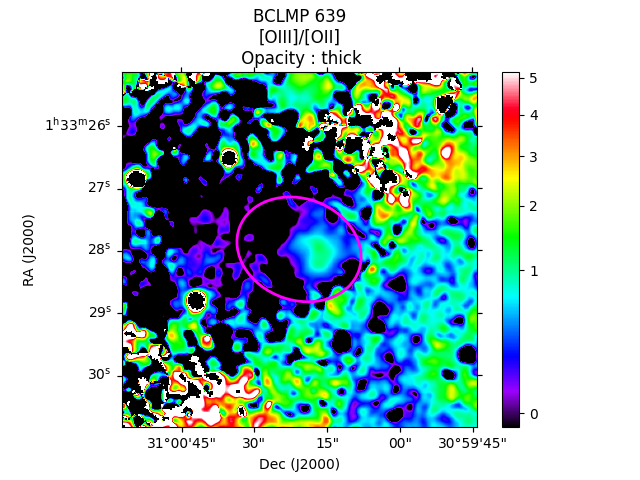 BCLMP 639
[OIII]/[OII]
Opacity : thick
1ʰ33ᵐ26ˢ
27ˢ
28ˢ
29ˢ
30ˢ
RA (J2000)
31°00'45" 30" 15" 00" 30°59'45"
Dec (J2000)
5
4
3
2
1
0